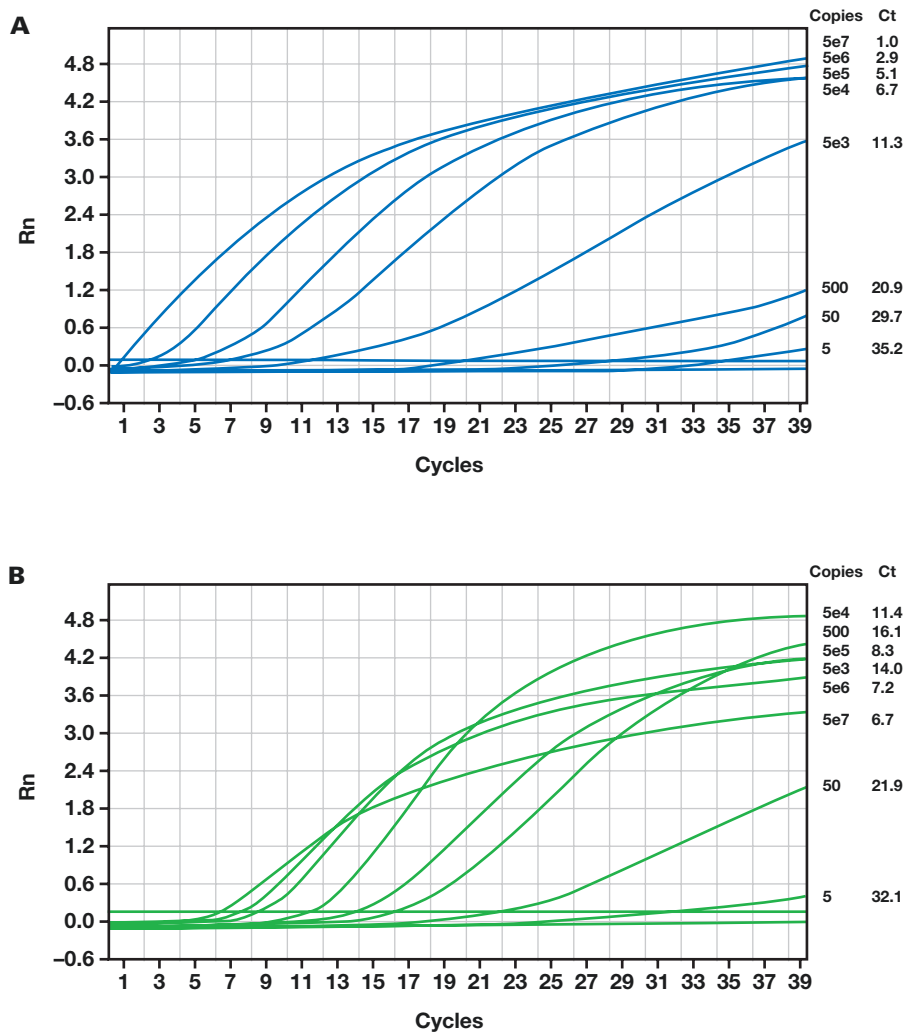 A
Copies Ct
5e7 1.0
5e6 2.9
5e5 5.1
5e4 6.7
5e3 11.3
500 20.9
50 29.7
5 35.2
4.8
4.2
3.6
3.0
2.4
1.8
1.2
0.6
0.0
–0.6
Rn
1 3 5 7 9 11 13 15 17 19 21 23 25 27 29 31 33 35 37 39
Cycles
B
Copies Ct
5e4 11.4
500 16.1
5e5 8.3
5e3 14.0
5e6 7.2
5e7 6.7
50 21.9
5 32.1
4.8
4.2
3.6
3.0
2.4
1.8
1.2
0.6
0.0
–0.6
Rn
1 3 5 7 9 11 13 15 17 19 21 23 25 27 29 31 33 35 37 39
Cycles